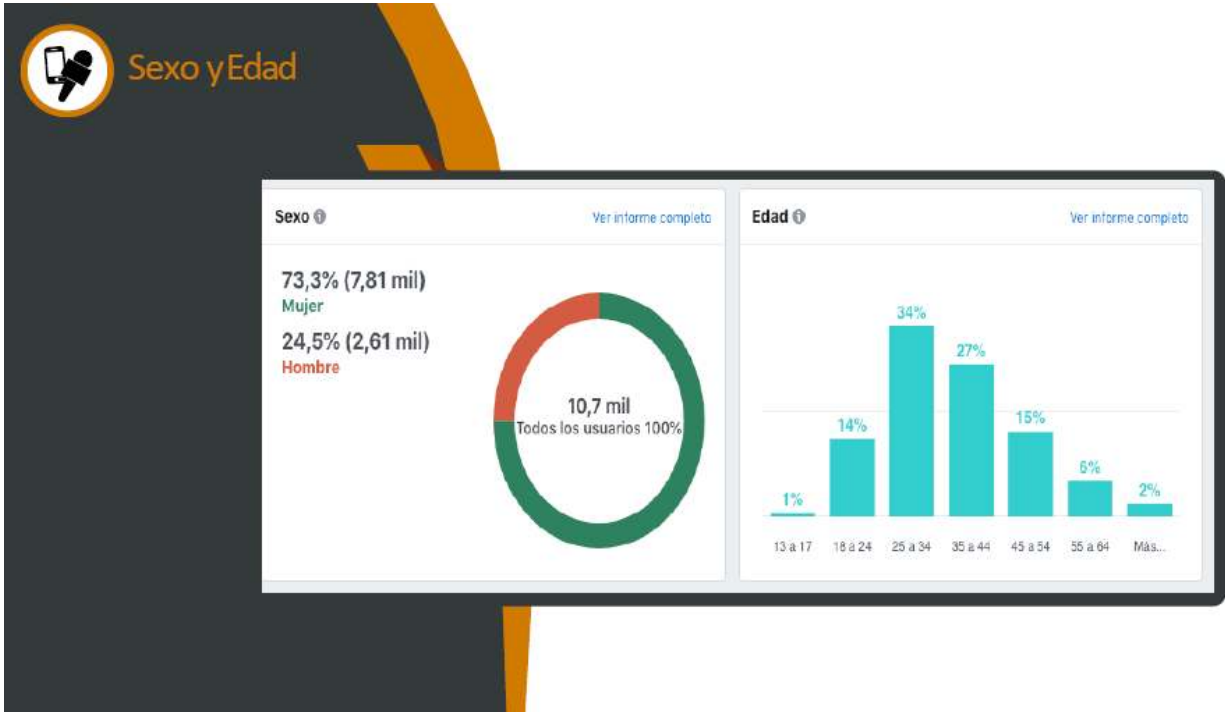 Sexo y Edad
Sexo
Ver informe completo
73,3% (7,81 mil)
Mujer
24,5% (2,61 mil)
Hombre
10,7 mil
Todos los usuarios 100%
Edad
Ver informe completo
1%
14%
34%
27%
15%
6%
2%
13 a 17
18 a 24
25 a 34
35 a 44
45 a 54
55 a 64
Más...